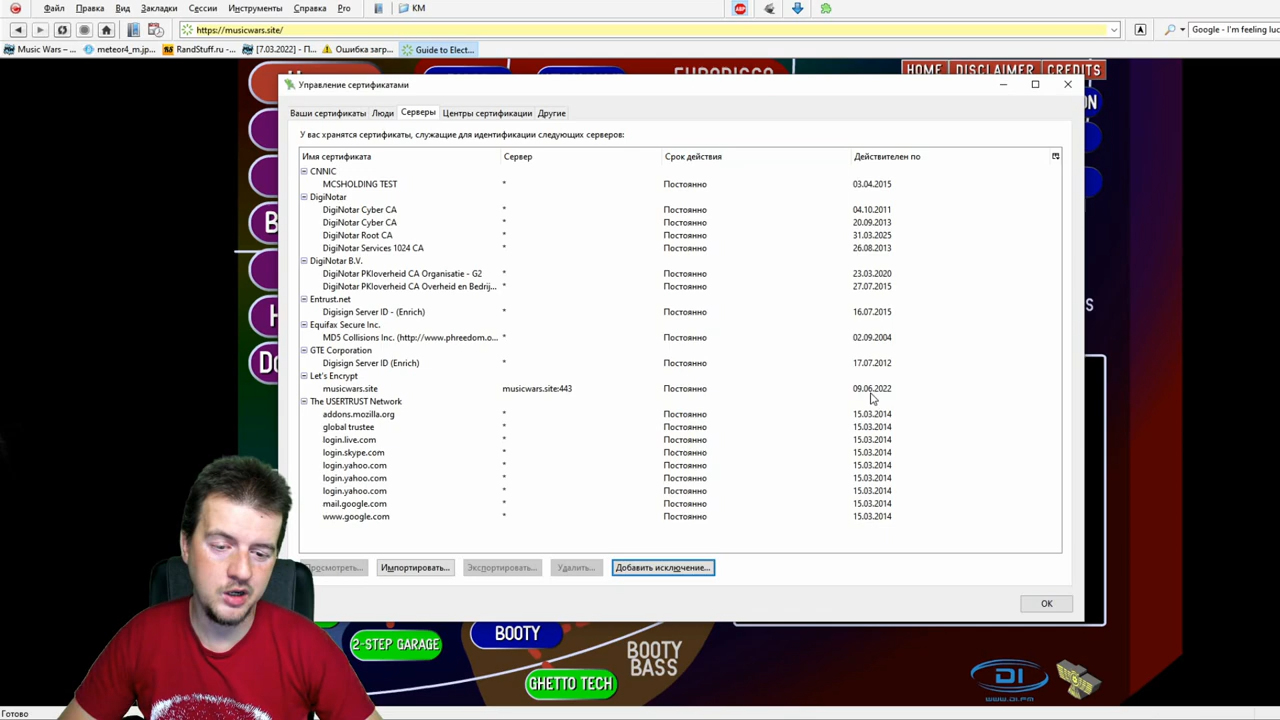 Файл Правка Вид Закладки Сессии Инструменты Справка Pro КМ
https://musicwars.site/ Google - I'm feeling luc
Music Wars – ... meteor4_m.jp... RandStuff.ru -... [7.03.2022] - П... Ошибка загр... Guide to Elect...
HOME DISCLAIMER CREDITS
Управление сертификатами
Ваши сертификаты Люди Серверы Центры сертификации Другие
У вас хранятся сертификаты, служащие для идентификации следующих серверов:
Имя сертификата Сервер Срок действия Действителен по
CNNIC
MCSHOLDING TEST * Постоянно 03.04.2015
DigiNotar
DigiNotar Cyber CA * Постоянно 04.10.2011
DigiNotar Cyber CA * Постоянно 20.09.2013
DigiNotar Root CA * Постоянно 31.03.2025
DigiNotar Services 1024 CA * Постоянно 26.08.2013
DigiNotar B.V.
DigiNotar PKIoverheid CA Organisatie - G2 * Постоянно 23.03.2020
DigiNotar PKIoverheid CA Overheid en Bedrij... * Постоянно 27.07.2015
Entrust.net
Digisign Server ID - (Enrich) * Постоянно 16.07.2015
Equifax Secure Inc.
MD5 Collisions Inc. (http://www.phreedom.o... * Постоянно 02.09.2004
GTE Corporation
Digisign Server ID (Enrich) * Постоянно 17.07.2012
Let's Encrypt
musicwars.site musicwars.site:443 Постоянно 09.06.2022
The USERTRUST Network
addons.mozilla.org * Постоянно 15.03.2014
global trustee * Постоянно 15.03.2014
login.live.com * Постоянно 15.03.2014
login.skype.com * Постоянно 15.03.2014
login.yahoo.com * Постоянно 15.03.2014
login.yahoo.com * Постоянно 15.03.2014
login.yahoo.com * Постоянно 15.03.2014
mail.google.com * Постоянно 15.03.2014
www.google.com * Постоянно 15.03.2014
Просмотреть... Импортировать... Экспортировать... Удалить... Добавить исключение...
OK
BOOTY
2-STEP GARAGE
BOOTY
BASS
GHETTO TECH
DI
WWW.DI.FM
Готово